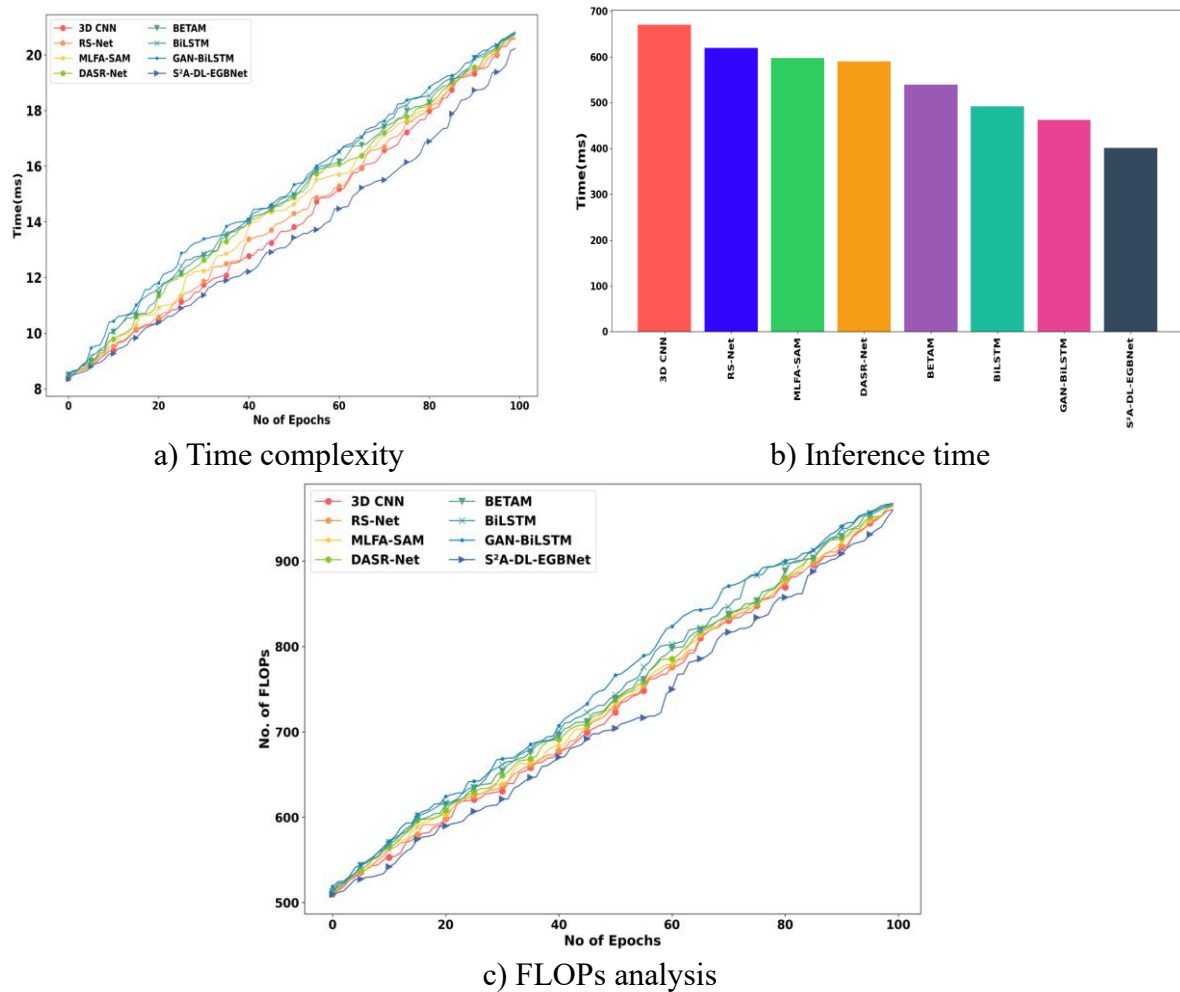 3D CNN
RS-Net
MLFA-SAM
DASR-Net
BETAM
BiLSTM
GAN-BiLSTM
S²A-DL-EGBNet
Time(ms)
20
18
16
14
12
10
8
0 20 40 60 80 100
No of Epochs
a) Time complexity
Time(ms)
700
600
500
400
300
200
100
0
3D CNN
RS-Net
MLFA-SAM
DASR-Net
BETAM
BiLSTM
GAN-BiLSTM
S²A-DL-EGBNet
b) Inference time
3D CNN
RS-Net
MLFA-SAM
DASR-Net
BETAM
BiLSTM
GAN-BiLSTM
S²A-DL-EGBNet
No. of FLOPs
900
800
700
600
500
0 20 40 60 80 100
No of Epochs
c) FLOPs analysis